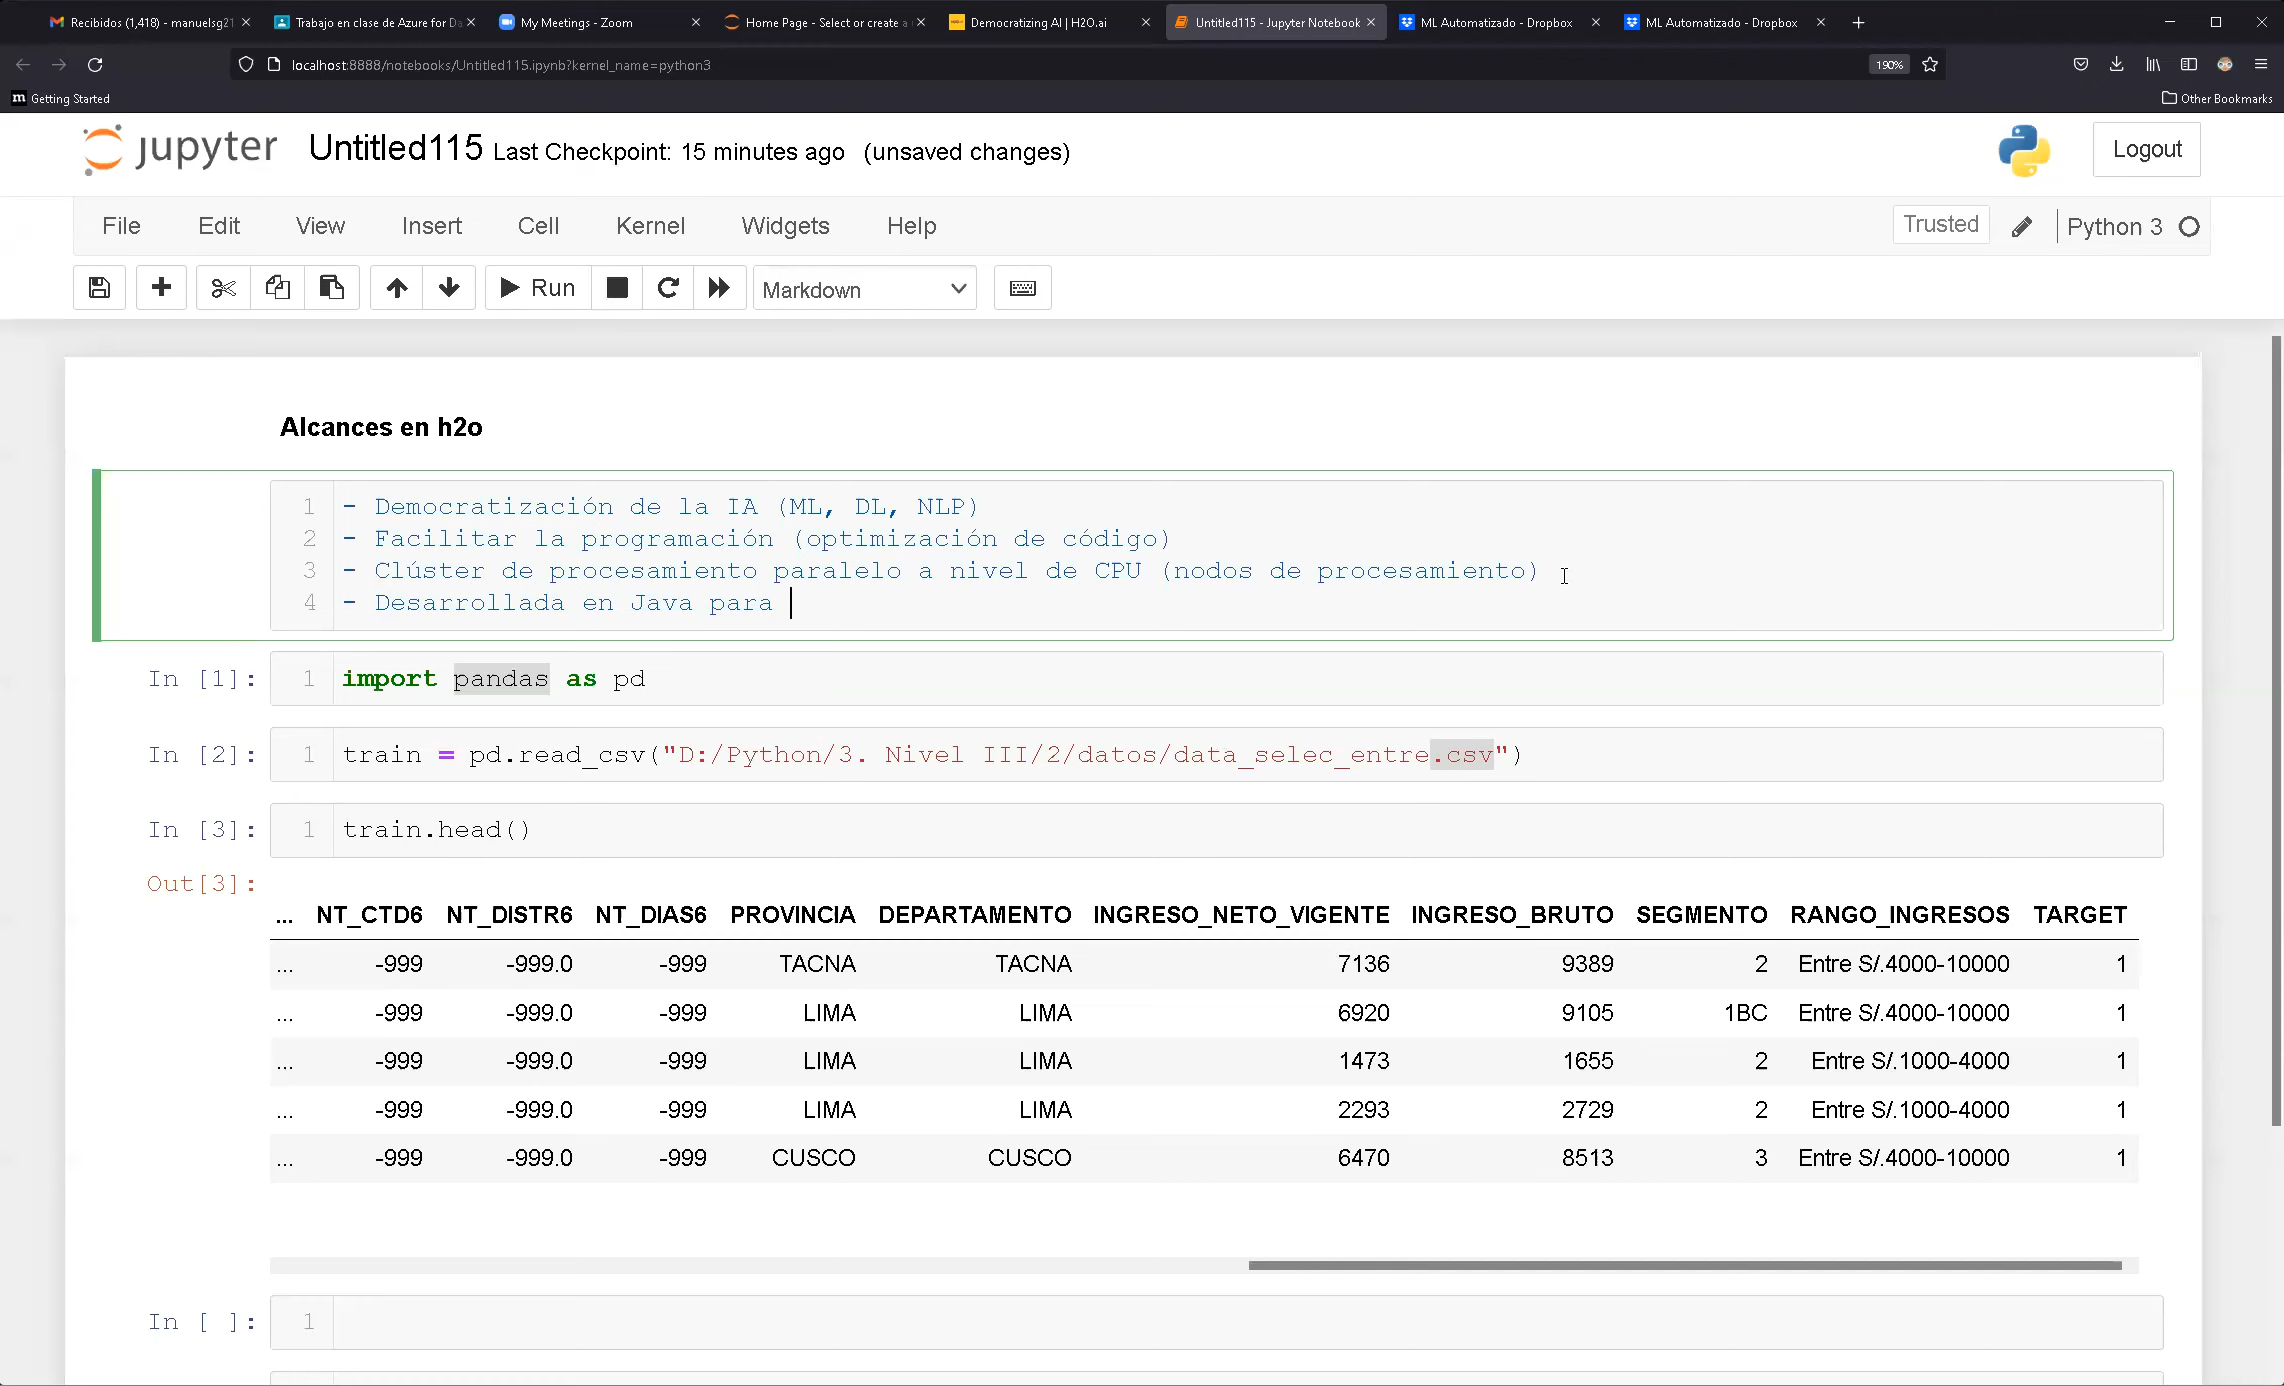 Recibidos (1,418) - manuelsg21
Trabajo en clase de Azure for Da
My Meetings - Zoom
Home Page - Select or create a
Democratizing AI | H2O.ai
Untitled115 - Jupyter Notebook
ML Automatizado - Dropbox
ML Automatizado - Dropbox
localhost:8888/notebooks/Untitled115.ipynb?kernel_name=python3
190%
Getting Started
Other Bookmarks
jupyter Untitled115 Last Checkpoint: 15 minutes ago (unsaved changes)
Logout
File Edit View Insert Cell Kernel Widgets Help
Trusted
Python 3
Run
Markdown
Alcances en h2o
1 - Democratización de la IA (ML, DL, NLP)
2 - Facilitar la programación (optimización de código)
3 - Clúster de procesamiento paralelo a nivel de CPU (nodos de procesamiento)
4 - Desarrollada en Java para
In [1]: 1 import pandas as pd
In [2]: 1 train = pd.read_csv("D:/Python/3. Nivel III/2/datos/data_selec_entre.csv")
In [3]: 1 train.head()
Out[3]:
... NT_CTD6 NT_DISTR6 NT_DIAS6 PROVINCIA DEPARTAMENTO INGRESO_NETO_VIGENTE INGRESO_BRUTO SEGMENTO RANGO_INGRESOS TARGET
... -999 -999.0 -999 TACNA TACNA 7136 9389 2 Entre S/.4000-10000 1
... -999 -999.0 -999 LIMA LIMA 6920 9105 1BC Entre S/.4000-10000 1
... -999 -999.0 -999 LIMA LIMA 1473 1655 2 Entre S/.1000-4000 1
... -999 -999.0 -999 LIMA LIMA 2293 2729 2 Entre S/.1000-4000 1
... -999 -999.0 -999 CUSCO CUSCO 6470 8513 3 Entre S/.4000-10000 1
In [ ]: 1